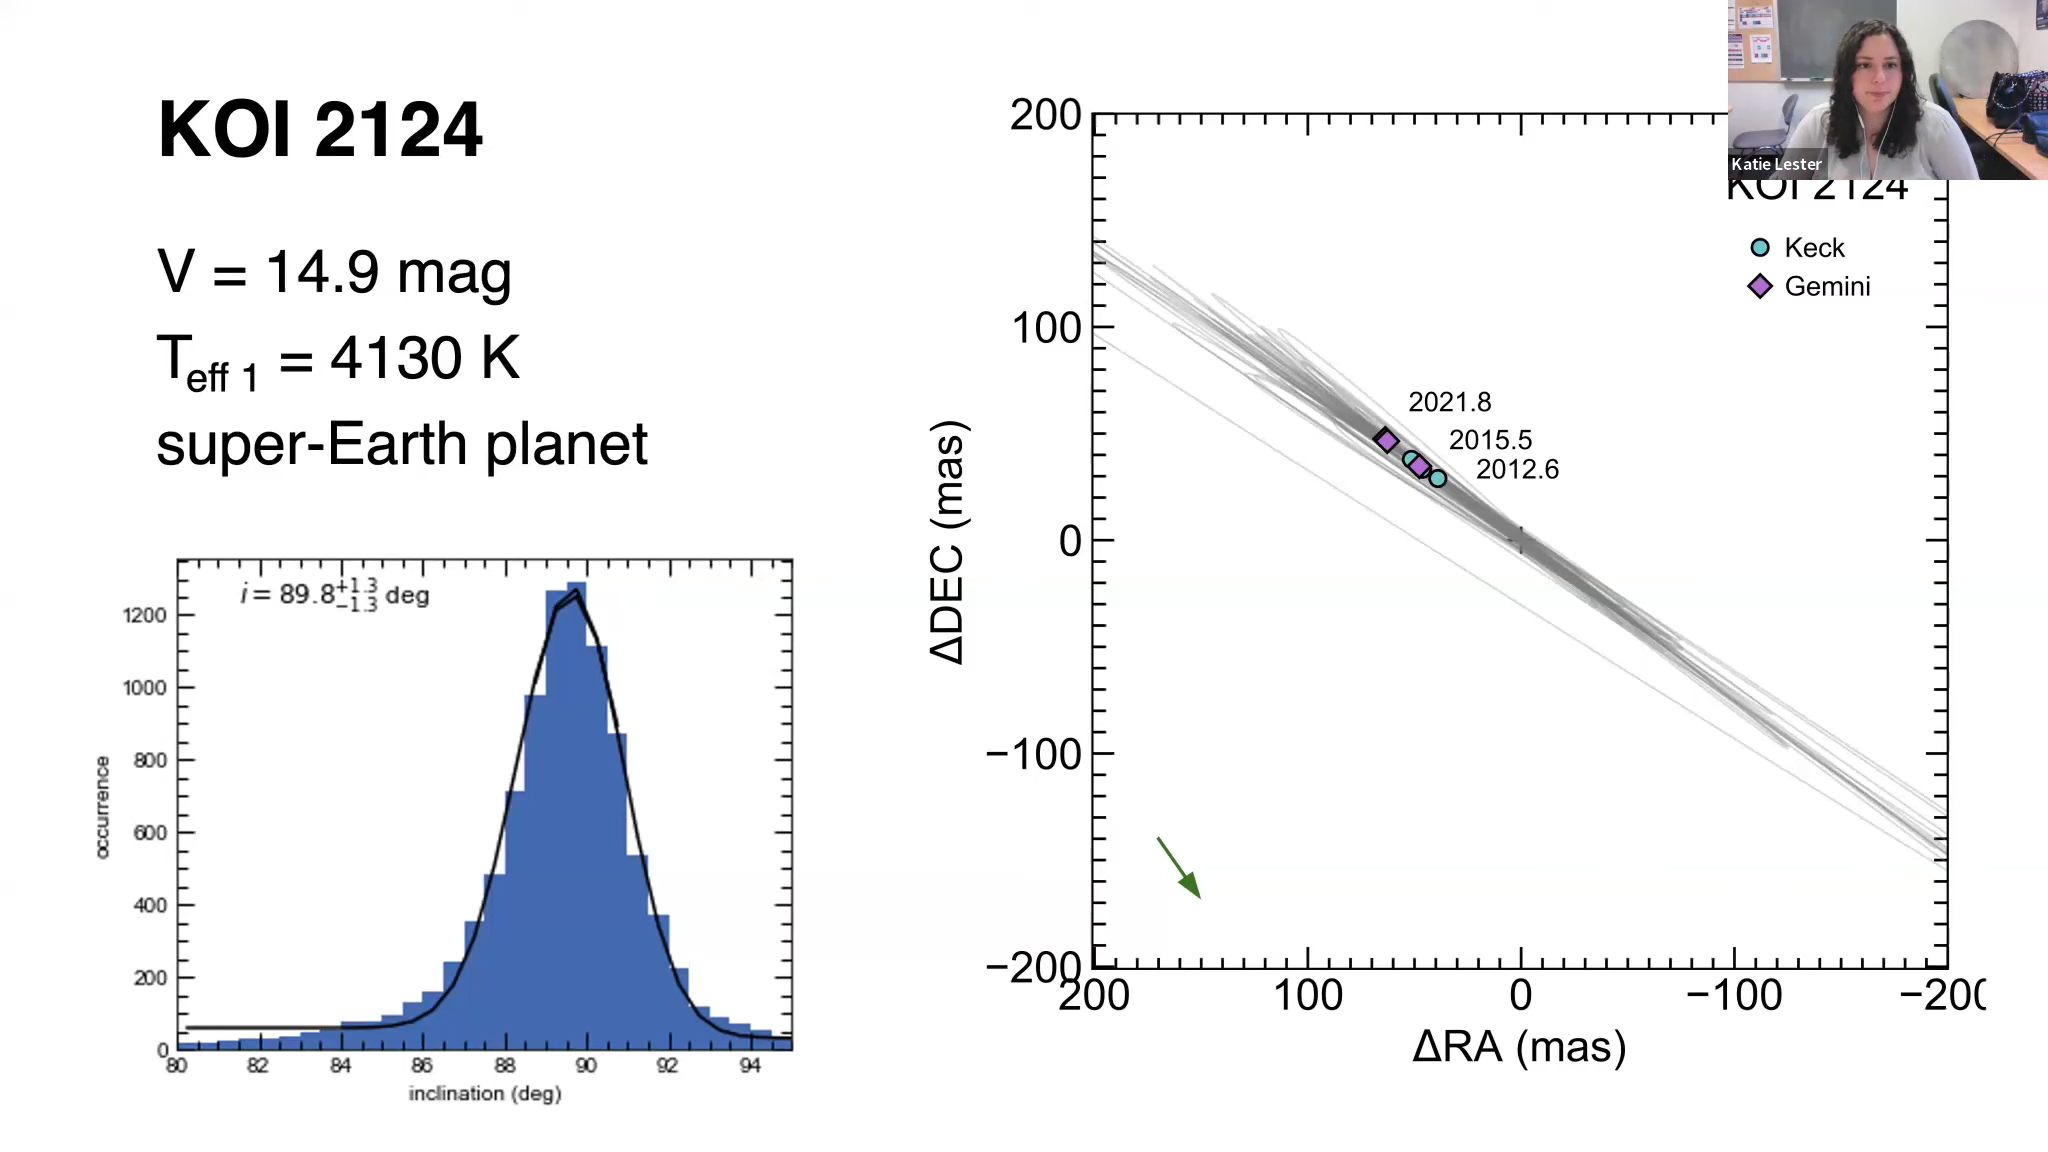 KOI 2124
V = 14.9 mag
Teff 1 = 4130 K
super-Earth planet
i = 89.8+1.3−1.3 deg
1200
1000
800
600
400
200
0
occurrence
80 82 84 86 88 90 92 94
inclination (deg)
Katie Lester
KOI 2124
Keck
Gemini
200
100
0
−100
−200
ΔDEC (mas)
2021.8
2015.5
2012.6
200 100 0 −100 −200
ΔRA (mas)